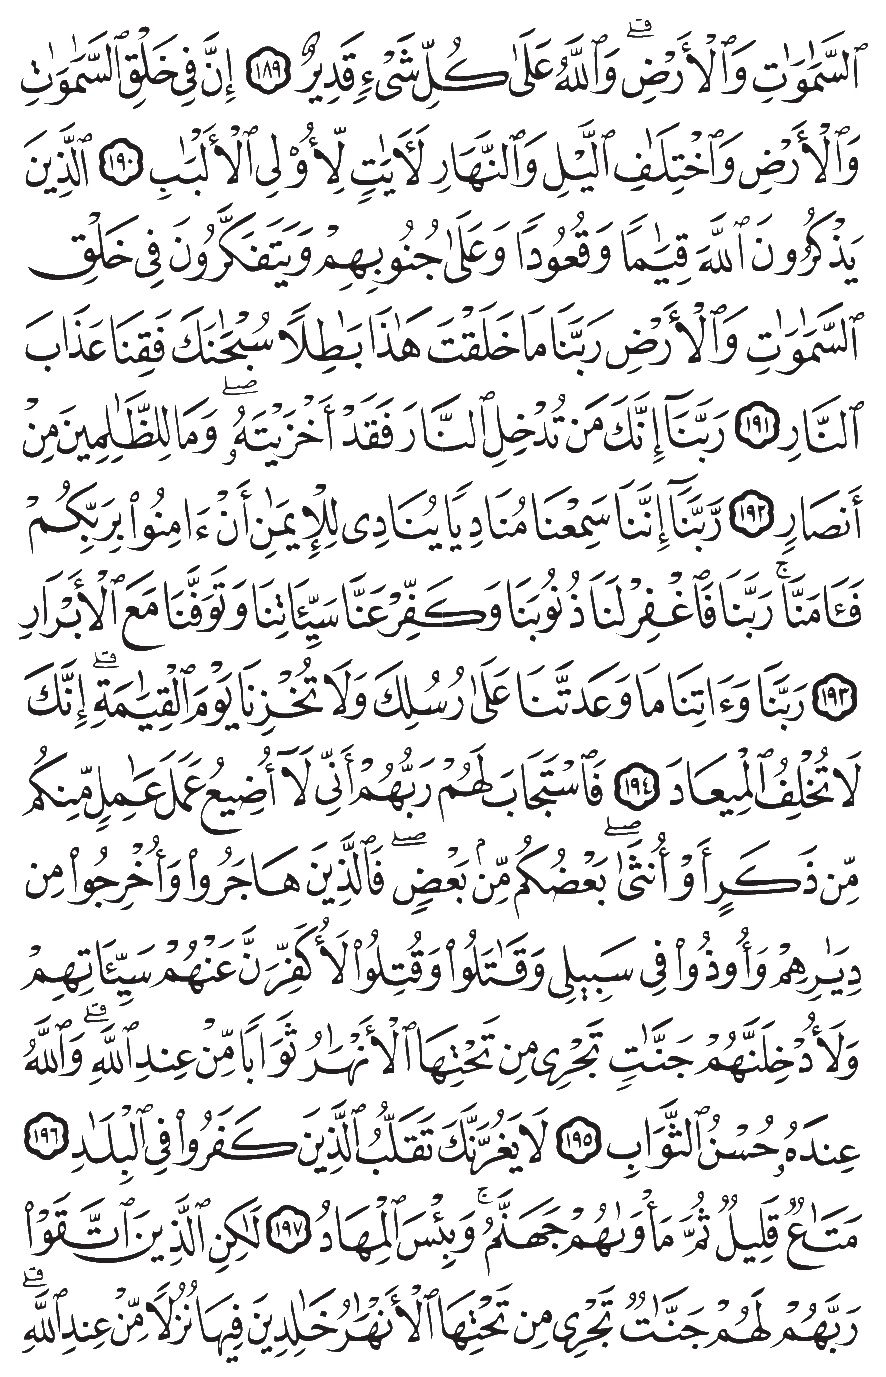 ٱلسَّمَٰوَٰتِ وَٱلۡأَرۡضِۗ وَٱللَّهُ عَلَىٰ كُلِّ شَيۡءٖ قَدِيرٌ ١٨٩ إِنَّ فِي خَلۡقِ ٱلسَّمَٰوَٰتِ
وَٱلۡأَرۡضِ وَٱخۡتِلَٰفِ ٱلَّيۡلِ وَٱلنَّهَارِ لَأٓيَٰتٖ لِّأُوْلِي ٱلۡأَلۡبَٰبِ ١٩٠ ٱلَّذِينَ
يَذۡكُرُونَ ٱللَّهَ قِيَٰمٗا وَقُعُودٗا وَعَلَىٰ جُنُوبِهِمۡ وَيَتَفَكَّرُونَ فِي خَلۡقِ
ٱلسَّمَٰوَٰتِ وَٱلۡأَرۡضِ رَبَّنَا مَا خَلَقۡتَ هَٰذَا بَٰطِلٗا سُبۡحَٰنَكَ فَقِنَا عَذَابَ
ٱلنَّارِ ١٩١ رَبَّنَآ إِنَّكَ مَن تُدۡخِلِ ٱلنَّارَ فَقَدۡ أَخۡزَيۡتَهُۥۖ وَمَا لِلظَّٰلِمِينَ مِنۡ
أَنصَارٖ ١٩٢ رَّبَّنَآ إِنَّنَا سَمِعۡنَا مُنَادِيٗا يُنَادِي لِلۡإِيمَٰنِ أَنۡ ءَامِنُواْ بِرَبِّكُمۡ
فَـَٔامَنَّاۚ رَبَّنَا فَٱغۡفِرۡ لَنَا ذُنُوبَنَا وَكَفِّرۡ عَنَّا سَيِّـَٔاتِنَا وَتَوَفَّنَا مَعَ ٱلۡأَبۡرَارِ
١٩٣ رَبَّنَا وَءَاتِنَا مَا وَعَدتَّنَا عَلَىٰ رُسُلِكَ وَلَا تُخۡزِنَا يَوۡمَ ٱلۡقِيَٰمَةِۗ إِنَّكَ
لَا تُخۡلِفُ ٱلۡمِيعَادَ ١٩٤ فَٱسۡتَجَابَ لَهُمۡ رَبُّهُمۡ أَنِّي لَآ أُضِيعُ عَمَلَ عَٰمِلٖ مِّنكُم
مِّن ذَكَرٍ أَوۡ أُنثَىٰۖ بَعۡضُكُم مِّنۢ بَعۡضٖۖ فَٱلَّذِينَ هَاجَرُواْ وَأُخۡرِجُواْ مِن
دِيَٰرِهِمۡ وَأُوذُواْ فِي سَبِيلِي وَقَٰتَلُواْ وَقُتِلُواْ لَأُكَفِّرَنَّ عَنۡهُمۡ سَيِّـَٔاتِهِمۡ
وَلَأُدۡخِلَنَّهُمۡ جَنَّٰتٖ تَجۡرِي مِن تَحۡتِهَا ٱلۡأَنۡهَٰرُ ثَوَابٗا مِّنۡ عِندِ ٱللَّهِۗ وَٱللَّهُ
عِندَهُۥ حُسۡنُ ٱلثَّوَابِ ١٩٥ لَا يَغُرَّنَّكَ تَقَلُّبُ ٱلَّذِينَ كَفَرُواْ فِي ٱلۡبِلَٰدِ ١٩٦
مَتَٰعٞ قَلِيلٞ ثُمَّ مَأۡوَىٰهُمۡ جَهَنَّمُۚ وَبِئۡسَ ٱلۡمِهَادُ ١٩٧ لَٰكِنِ ٱلَّذِينَ ٱتَّقَوۡاْ
رَبَّهُمۡ لَهُمۡ جَنَّٰتٞ تَجۡرِي مِن تَحۡتِهَا ٱلۡأَنۡهَٰرُ خَٰلِدِينَ فِيهَا نُزُلٗا مِّنۡ عِندِ ٱللَّهِۗ